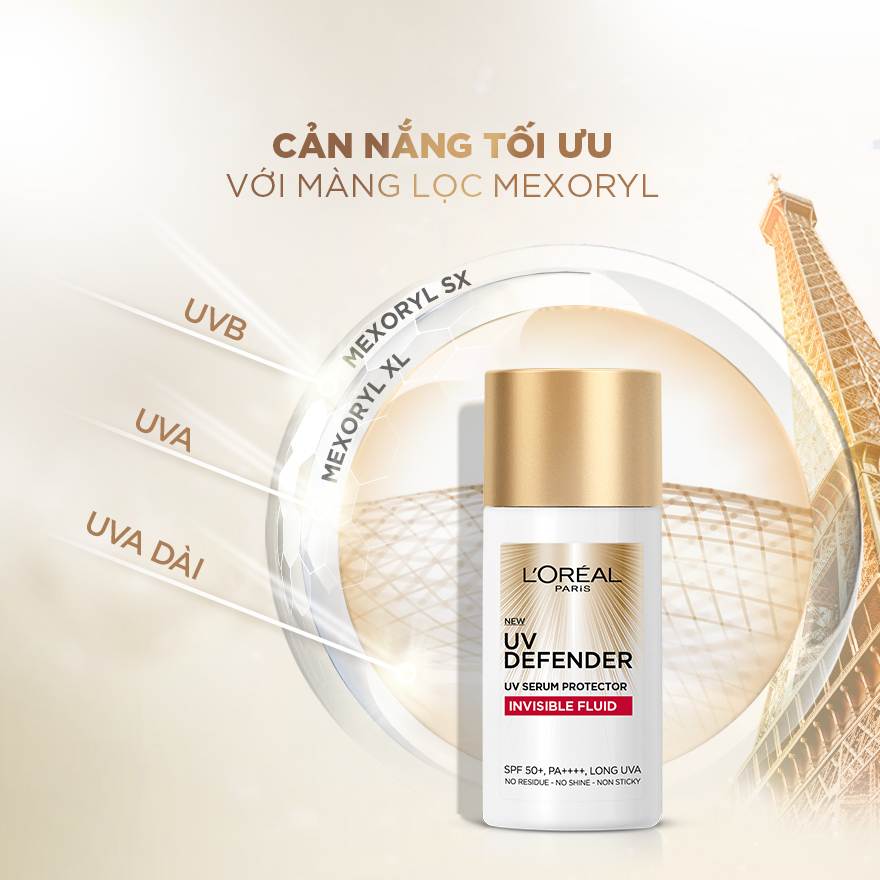 CẢN NẮNG TỐI ƯU
VỚI MÀNG LỌC MEXORYL
UVB
UVA
UVA DÀI
MEXORYL SX
MEXORYL XL
L'ORÉAL
PARIS
NEW
UV
DEFENDER
UV SERUM PROTECTOR
INVISIBLE FLUID
SPF 50+, PA++++, LONG UVA
NO RESIDUE - NO SHINE - NON STICKY